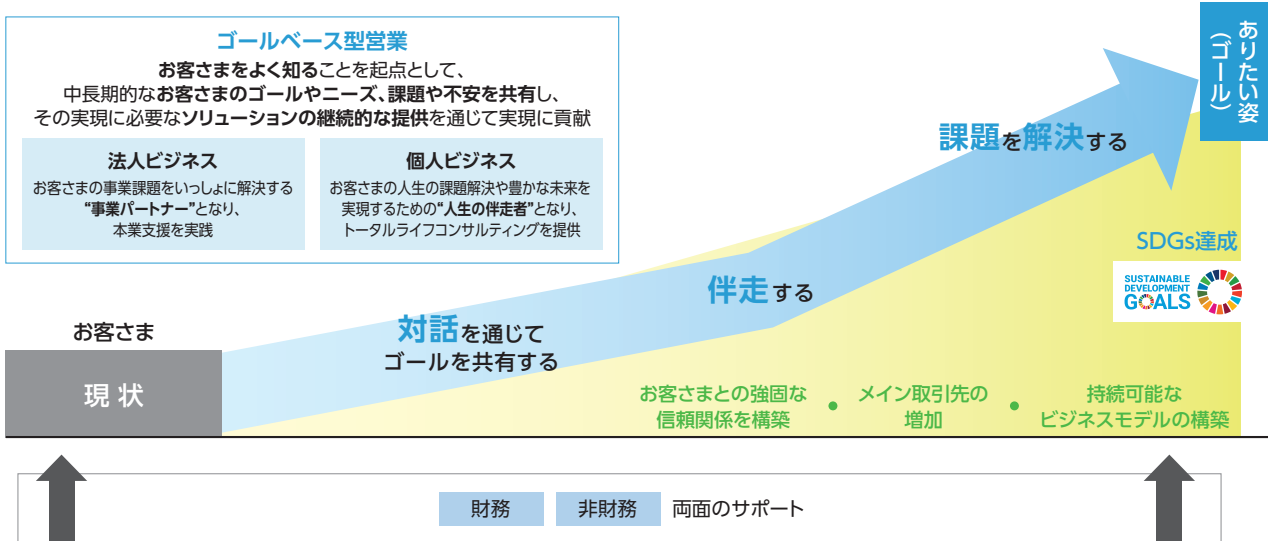 ゴールベース型営業
お客さまをよく知ることを起点として、
中長期的なお客さまのゴールやニーズ、課題や不安を共有し、
その実現に必要なソリューションの継続的な提供を通じて実現に貢献
法人ビジネス
お客さまの事業課題をいっしょに解決する
“事業パートナー”となり、
本業支援を実践
個人ビジネス
お客さまの人生の課題解決や豊かな未来を
実現するための“人生の伴走者”となり、
トータルライフコンサルティングを提供
ありたい姿
（ゴール）
課題を解決する
伴走する
対話を通じて
ゴールを共有する
お客さま
現状
SDGs達成
SUSTAINABLE
DEVELOPMENT
GOALS
お客さまとの強固な
信頼関係を構築
●
メイン取引先の
増加
●
持続可能な
ビジネスモデルの構築
財務
非財務
両面のサポート